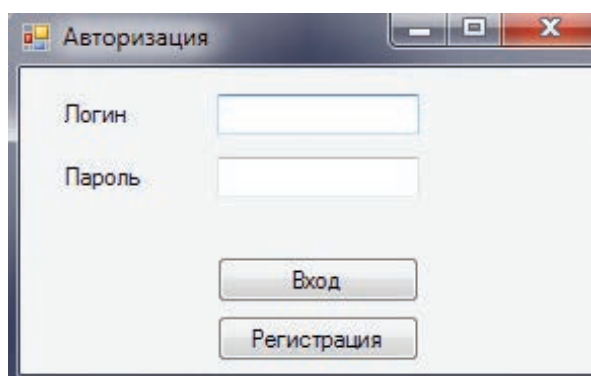 Авторизация
Логин
Пароль
Вход
Регистрация